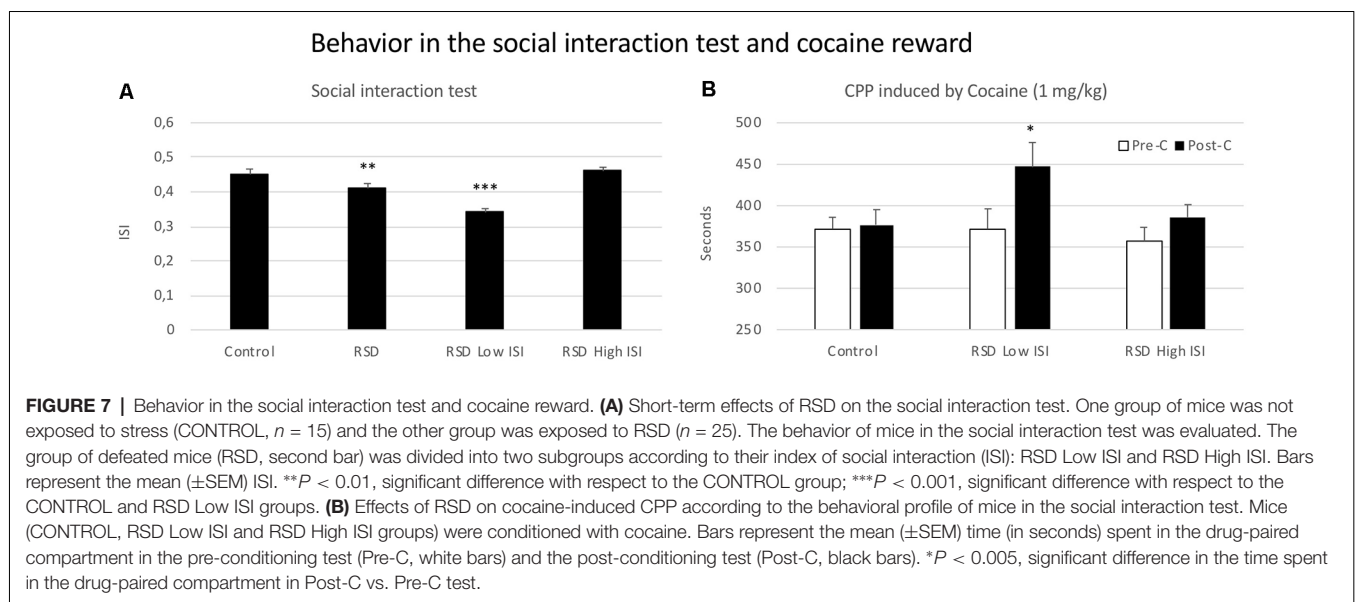 Behavior in the social interaction test and cocaine reward
A
Social interaction test
0,6
0,5
0,4
0,3
0,2
0,1
0
ISI
**
***
Control
RSD
RSD Low ISI
RSD High ISI
B
CPP induced by Cocaine (1 mg/kg)
500
450
400
350
300
250
Seconds
*
Pre-C
Post-C
Control
RSD Low ISI
RSD High ISI
FIGURE 7 | Behavior in the social interaction test and cocaine reward. (A) Short-term effects of RSD on the social interaction test. One group of mice was not
exposed to stress (CONTROL, n = 15) and the other group was exposed to RSD (n = 25). The behavior of mice in the social interaction test was evaluated. The
group of defeated mice (RSD, second bar) was divided into two subgroups according to their index of social interaction (ISI): RSD Low ISI and RSD High ISI. Bars
represent the mean (±SEM) ISI. **P < 0.01, significant difference with respect to the CONTROL group; ***P < 0.001, significant difference with respect to the
CONTROL and RSD Low ISI groups. (B) Effects of RSD on cocaine-induced CPP according to the behavioral profile of mice in the social interaction test. Mice
(CONTROL, RSD Low ISI and RSD High ISI groups) were conditioned with cocaine. Bars represent the mean (±SEM) time (in seconds) spent in the drug-paired
compartment in the pre-conditioning test (Pre-C, white bars) and the post-conditioning test (Post-C, black bars). *P < 0.005, significant difference in the time spent
in the drug-paired compartment in Post-C vs. Pre-C test.